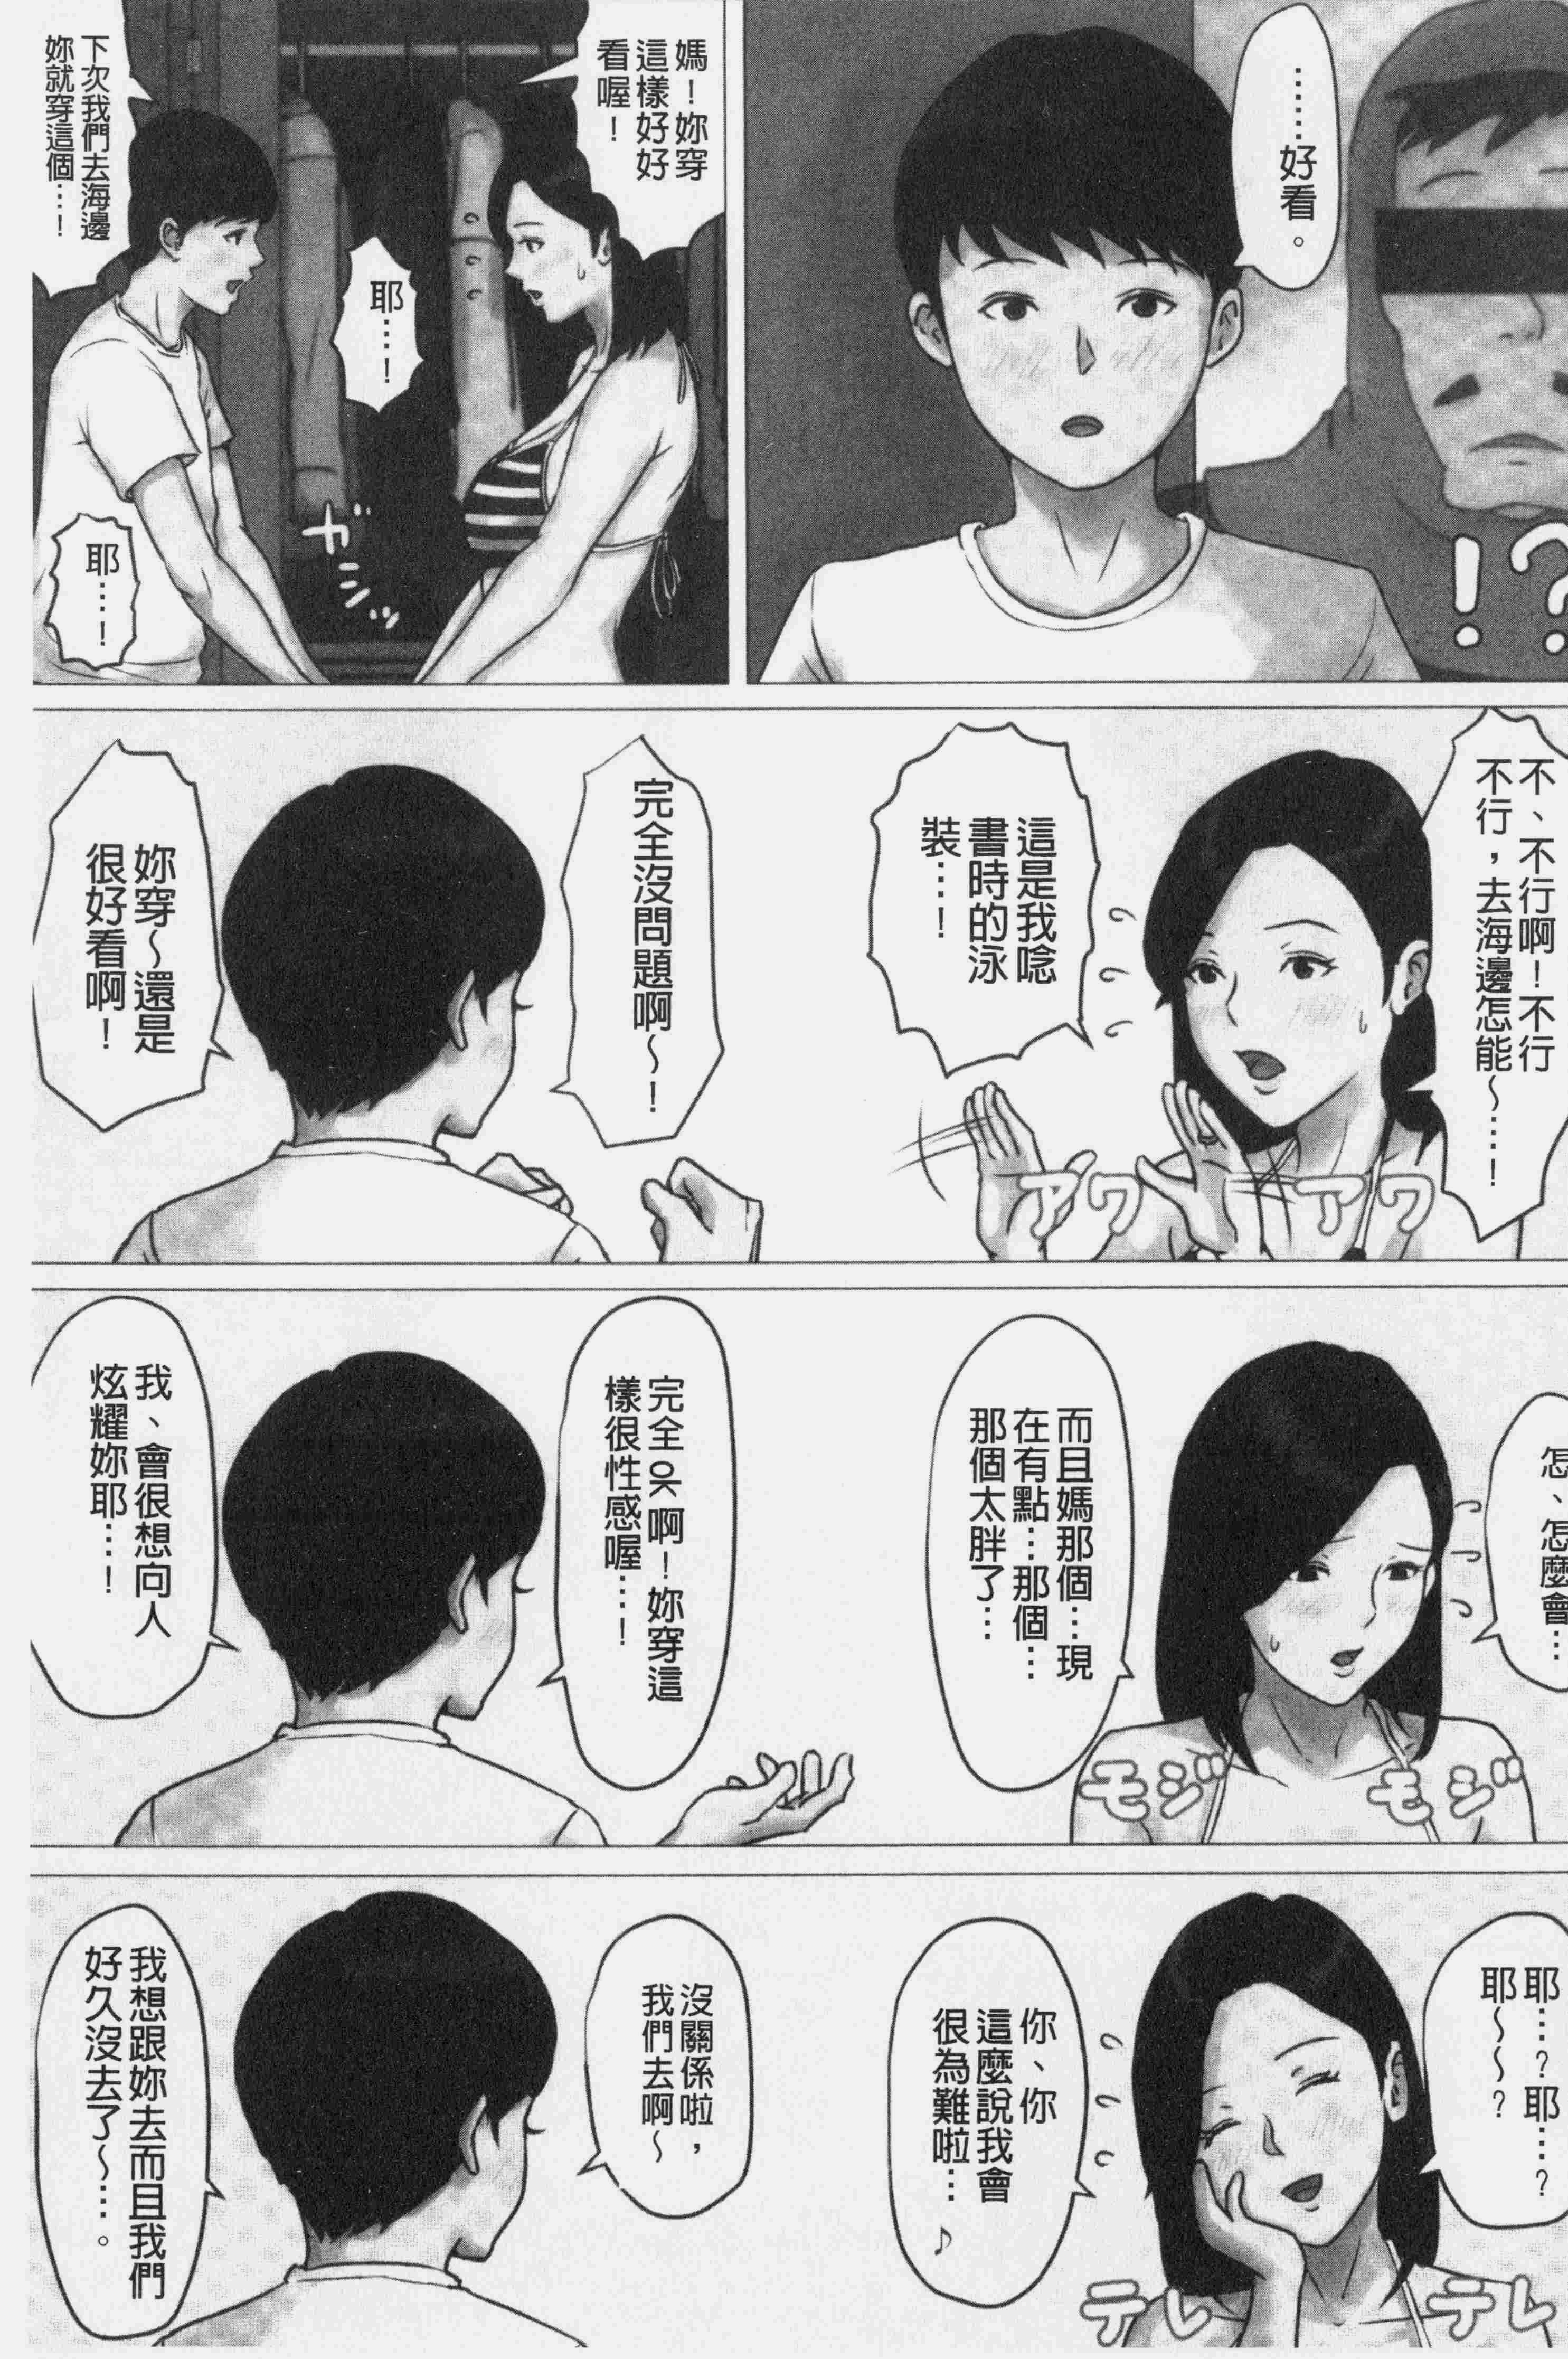 ……好看。
！？
媽！妳穿
這樣好好
看喔！
耶…！
ガシッ
下次我們去海邊
妳就穿這個…！
耶…！
不、不行啊！不行
不行，去海邊怎能～…！
這是我唸
書時的泳
裝…！
アワ
アワ
完全沒問題啊～！
妳穿～還是
很好看啊！
怎、怎麼會…
而且媽那個…現
在有點…那個…
那個太胖了…
モジ
モジ
完全ok啊！妳穿這
樣很性感喔…！
我、會很想向人
炫耀妳耶…！
耶…？耶…？
耶～～？
你、你
這麼說我會
很為難啦…♪
テレ
テレ
沒關係啦，
我們去啊～
我想跟妳去而且我們
好久沒去了～…。